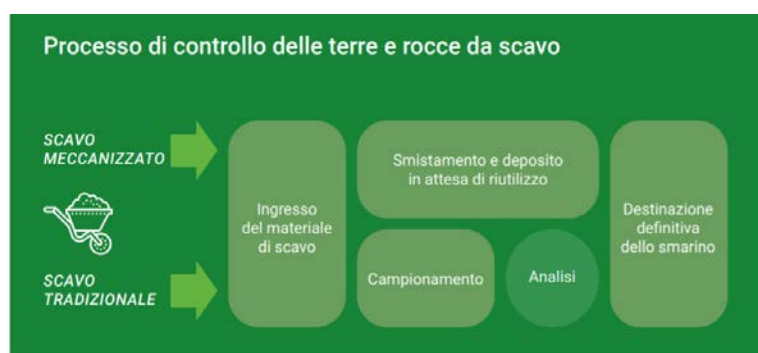 Processo di controllo delle terre e rocce da scavo
SCAVO
MECCANIZZATO
SCAVO
TRADIZIONALE
Ingresso
del materiale
di scavo
Smistamento e deposito
in attesa di riutilizzo
Campionamento
Analisi
Destinazione
definitiva
dello smarino